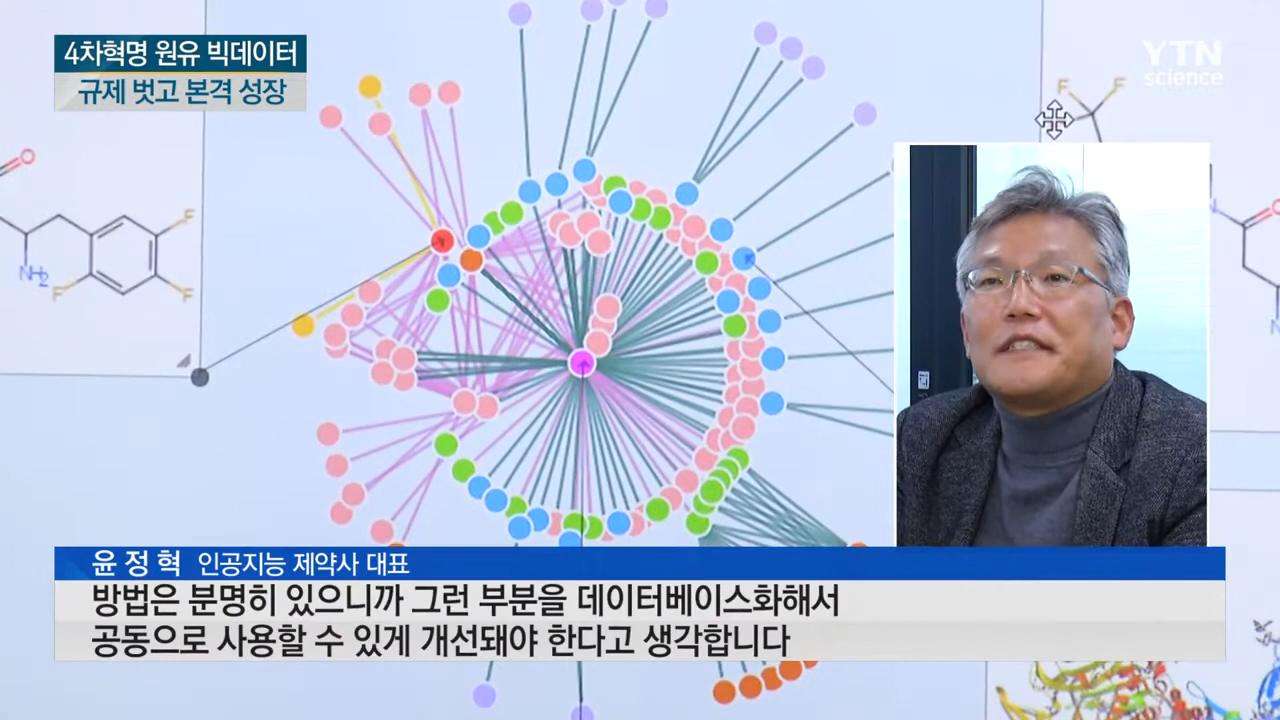 4차혁명 원유 빅데이터
규제 벗고 본격 성장
YTN
science
F
F
O
NH2
F
F
F
O
N
윤정혁 인공지능 제약사 대표
방법은 분명히 있으니까 그런 부분을 데이터베이스화해서
공동으로 사용할 수 있게 개선돼야 한다고 생각합니다